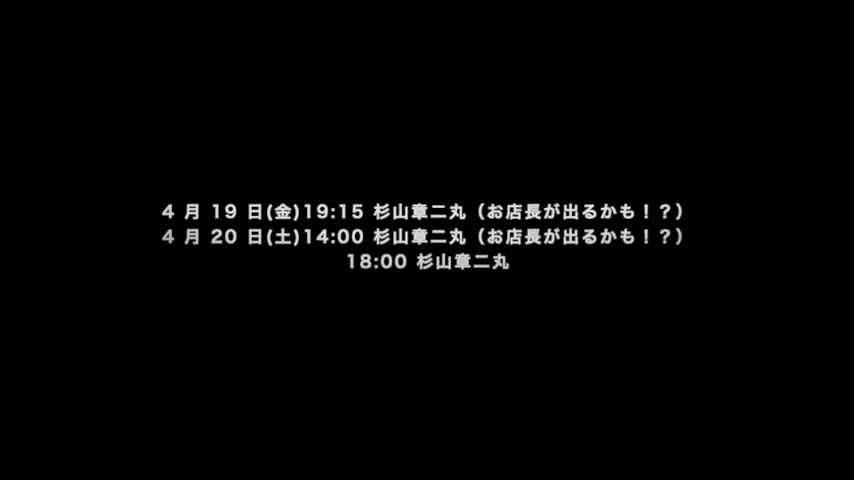 4 月 19 日(金)19:15 杉山章二丸（お店長が出るかも！？）
4 月 20 日(土)14:00 杉山章二丸（お店長が出るかも！？）
18:00 杉山章二丸